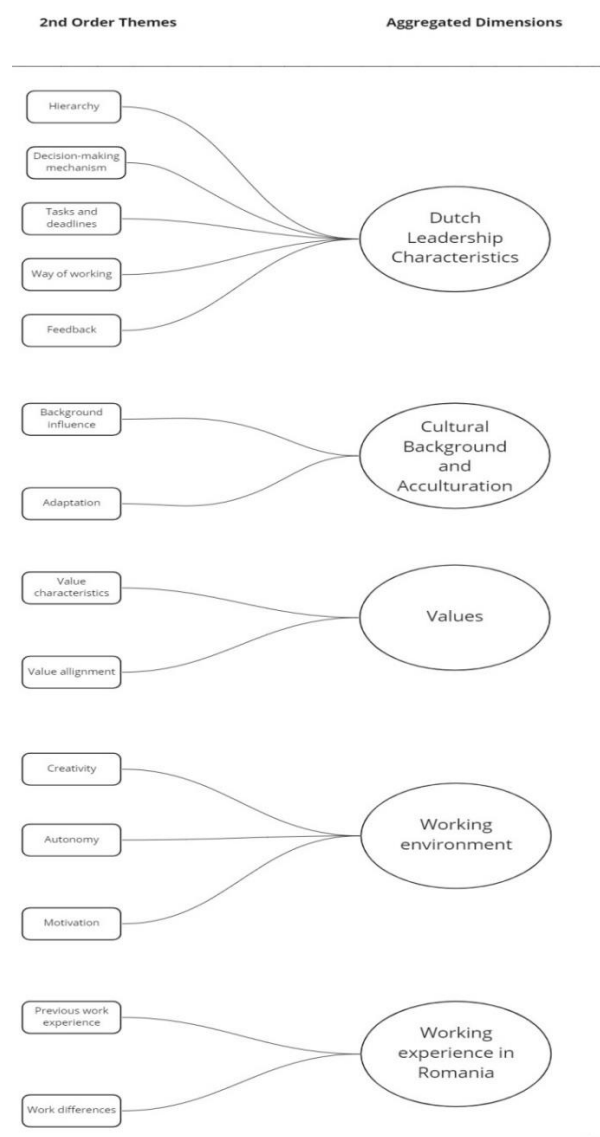 2nd Order Themes
Aggregated Dimensions
Hierarchy
Decision-making
mechanism
Tasks and
deadlines
Way of working
Feedback
Dutch
Leadership
Characteristics
Background
influence
Adaptation
Cultural
Background
and
Acculturation
Value
characteristics
Value allignment
Values
Creativity
Autonomy
Motivation
Working
environment
Previous work
experience
Work differences
Working
experience in
Romania